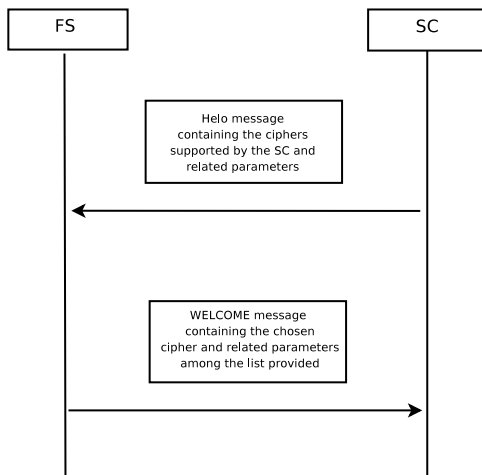 FS
SC
Helo message
containing the ciphers
supported by the SC and
related parameters
WELCOME message
containing the chosen
cipher and related parameters
among the list provided